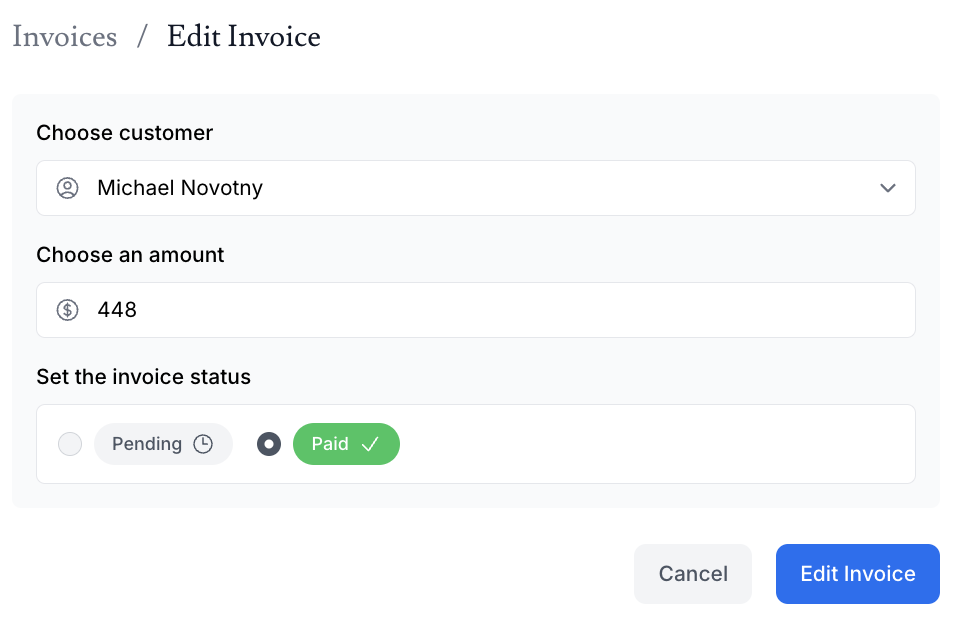 Invoices / Edit Invoice
Choose customer
Michael Novotny
Choose an amount
$ 448
Set the invoice status
Pending Paid
Cancel Edit Invoice